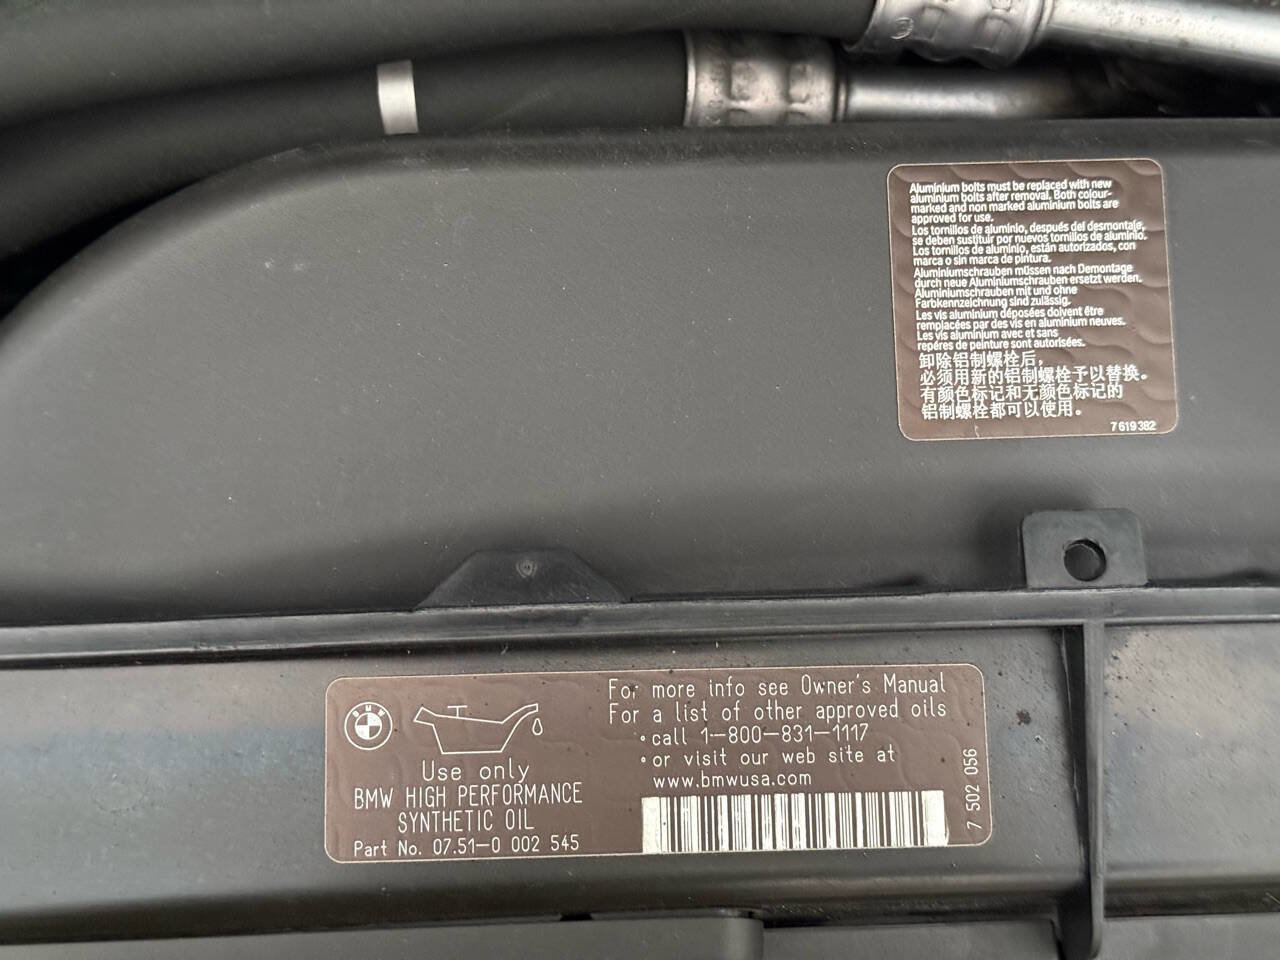 Aluminium bolts must be replaced with new
aluminium bolts after removal. Both colour-
marked and non marked aluminium bolts are
approved for use.
Los tornillos de aluminio, después del desmontaje,
se deben sustituir por nuevos tornillos de aluminio.
Los tornillos de aluminio, están autorizados, con
marca o sin marca de pintura.
Aluminiumschrauben müssen nach Demontage
durch neue Aluminiumschrauben ersetzt werden.
Aluminiumschrauben mit und ohne
Farbkennzeichnung sind zulässig.
Les vis aluminium déposées doivent être
remplacées par des vis en aluminium neuves.
Les vis aluminium avec et sans
repères de peinture sont autorisées.
卸除铝制螺栓后,
必须用新的铝制螺栓予以替换。
有颜色标记和无颜色标记的
铝制螺栓都可以使用。
7 619 382
BMW
Use only
BMW HIGH PERFORMANCE
SYNTHETIC OIL
Part No. 07.51-0 002 545
For more info see Owner's Manual
For a list of other approved oils
• call 1-800-831-1117
• or visit our web site at
www.bmwusa.com
7 502 056